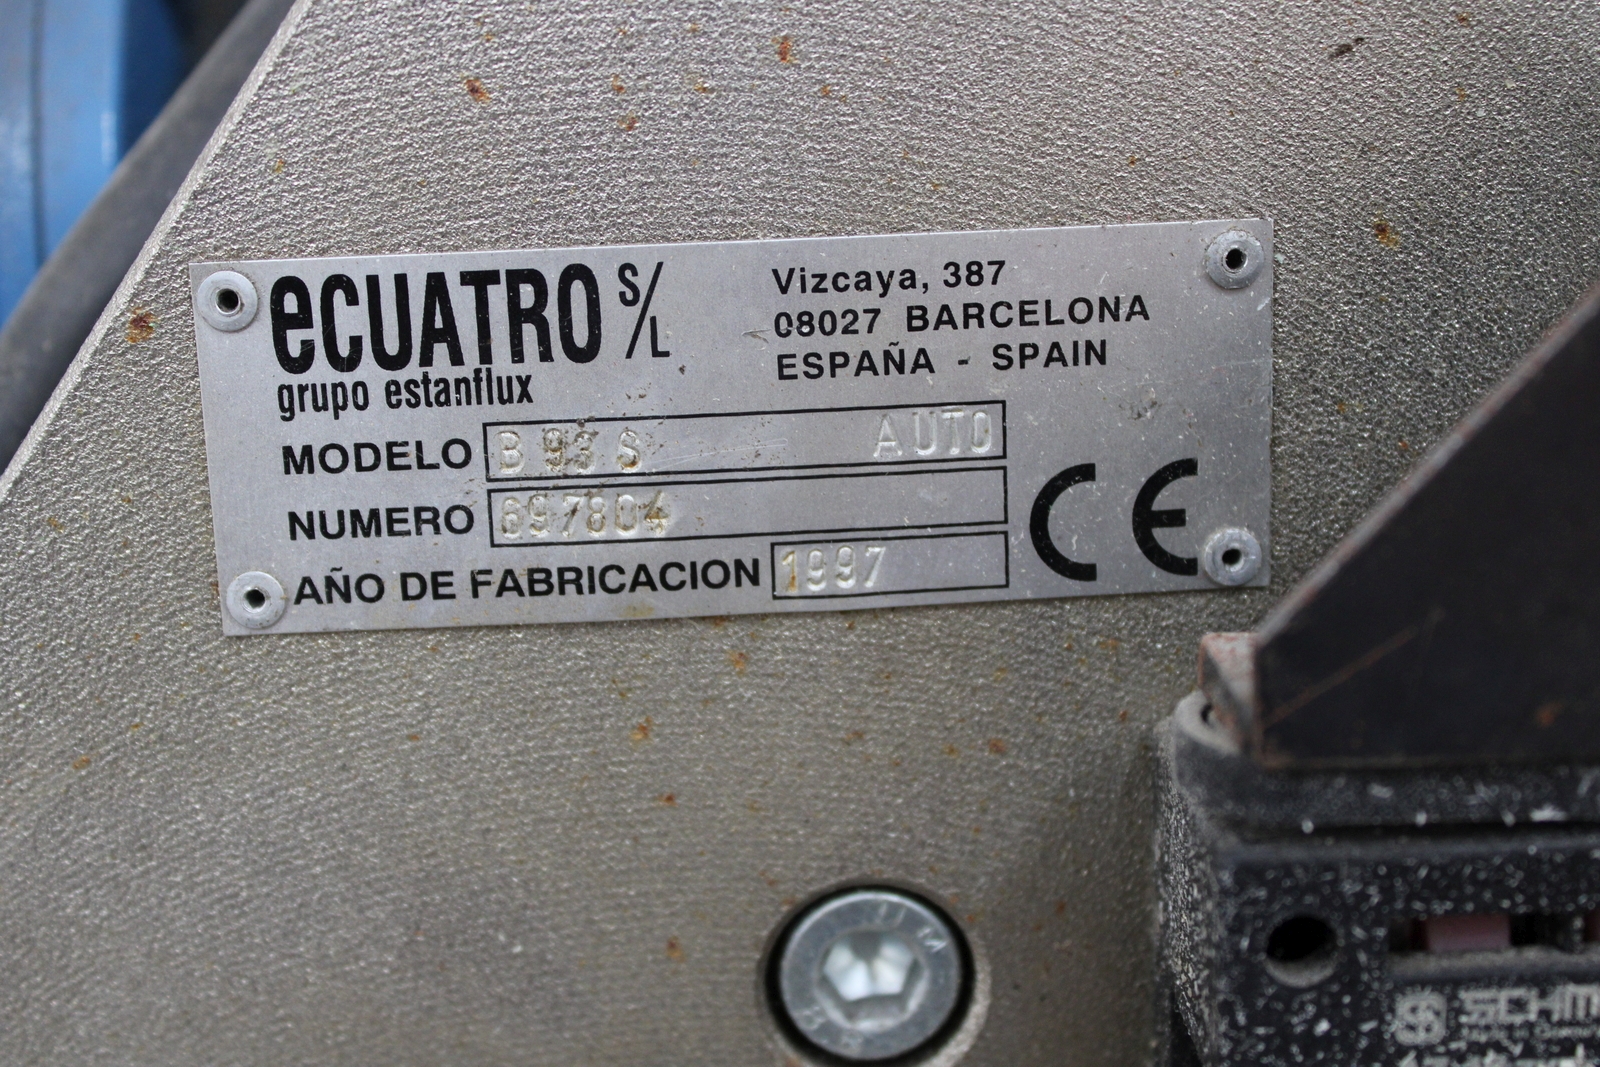 eCUATRO S/L
grupo estanflux
Vizcaya, 387
08027 BARCELONA
ESPAÑA - SPAIN
MODELO B 93 S AUTO
NUMERO 697804
AÑO DE FABRICACION 1997
CE